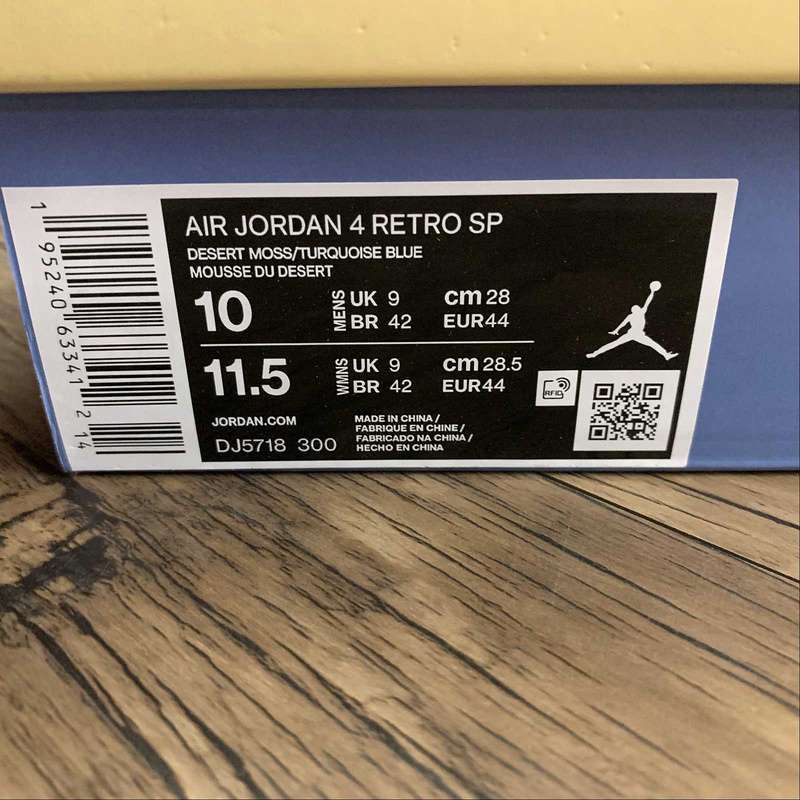 AIR JORDAN 4 RETRO SP
DESERT MOSS/TURQUOISE BLUE
MOUSSE DU DESERT
10 MENS UK 9 cm 28
BR 42 EUR44
11.5 WMNS UK 9 cm 28.5
BR 42 EUR44
JORDAN.COM
DJ5718 300
MADE IN CHINA /
FABRIQUE EN CHINE /
FABRICADO NA CHINA /
HECHO EN CHINA
RFID
1 95240 63341 2 14